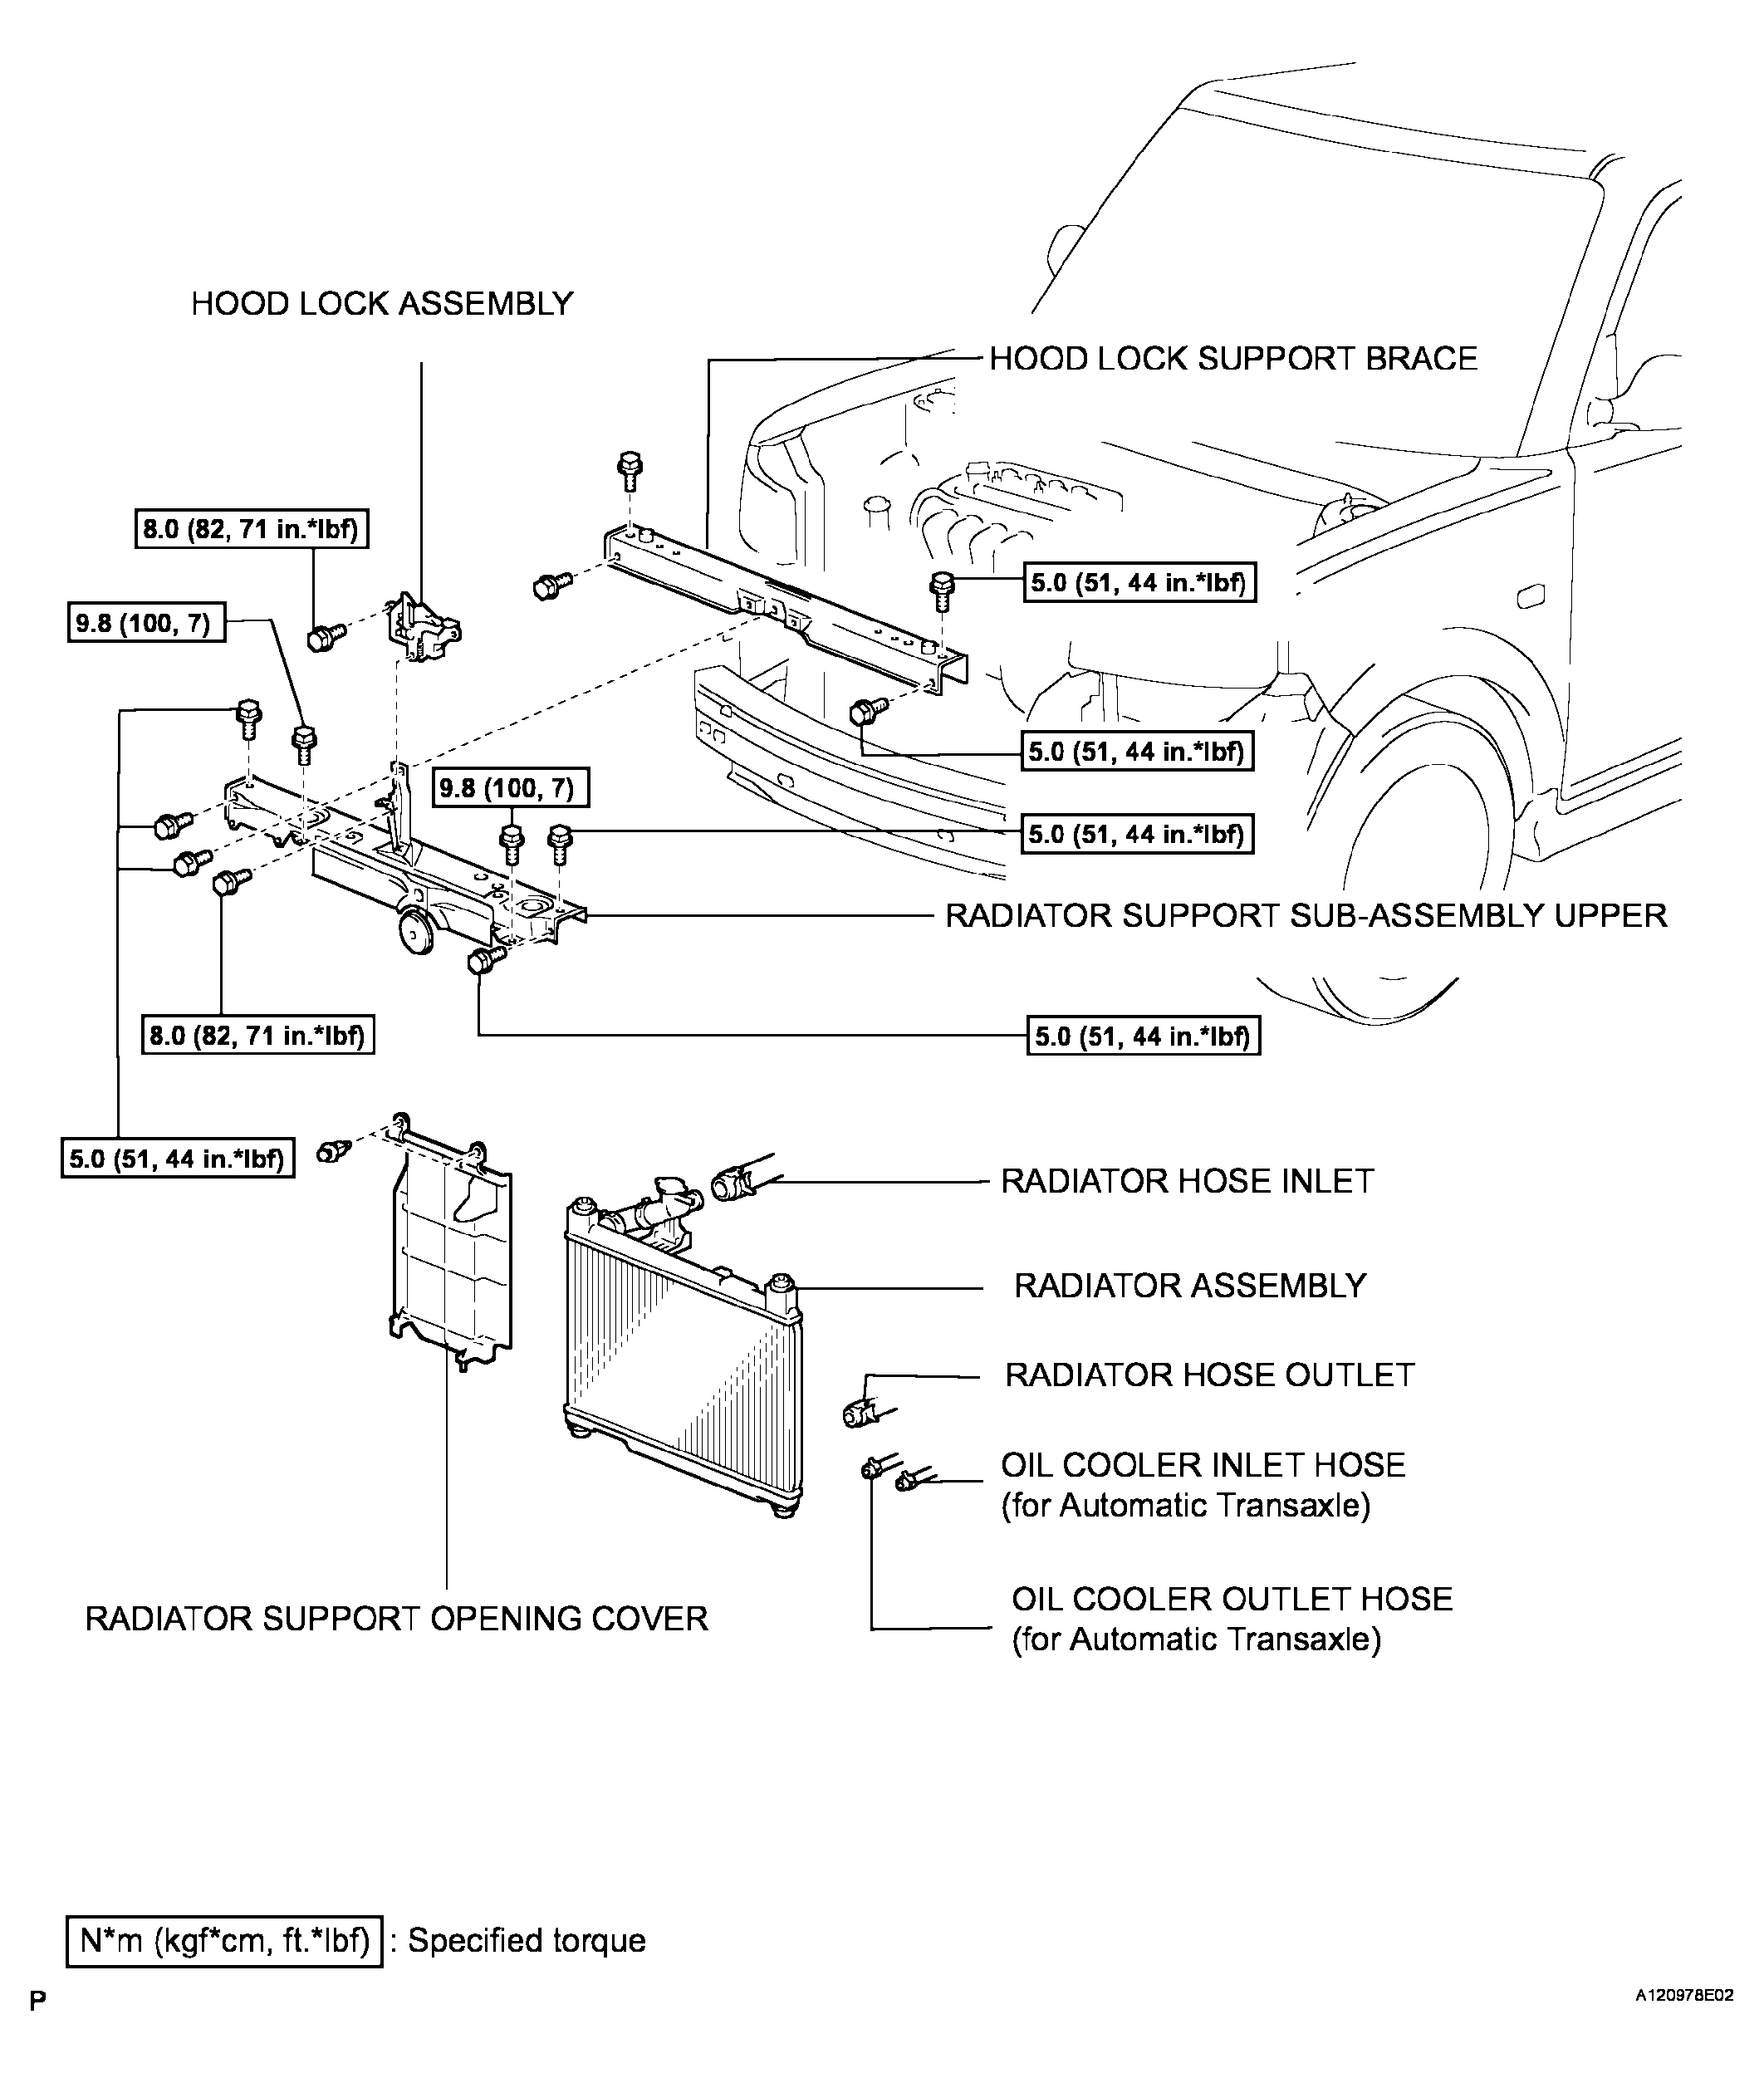 HOOD LOCK ASSEMBLY
HOOD LOCK SUPPORT BRACE
8.0 (82, 71 in.*lbf)
5.0 (51, 44 in.*lbf)
9.8 (100, 7)
5.0 (51, 44 in.*lbf)
9.8 (100, 7)
5.0 (51, 44 in.*lbf)
RADIATOR SUPPORT SUB-ASSEMBLY UPPER
8.0 (82, 71 in.*lbf)
5.0 (51, 44 in.*lbf)
5.0 (51, 44 in.*lbf)
RADIATOR HOSE INLET
RADIATOR ASSEMBLY
RADIATOR HOSE OUTLET
OIL COOLER INLET HOSE
(for Automatic Transaxle)
OIL COOLER OUTLET HOSE
(for Automatic Transaxle)
RADIATOR SUPPORT OPENING COVER
N*m (kgf*cm, ft.*lbf) : Specified torque
P
A120978E02